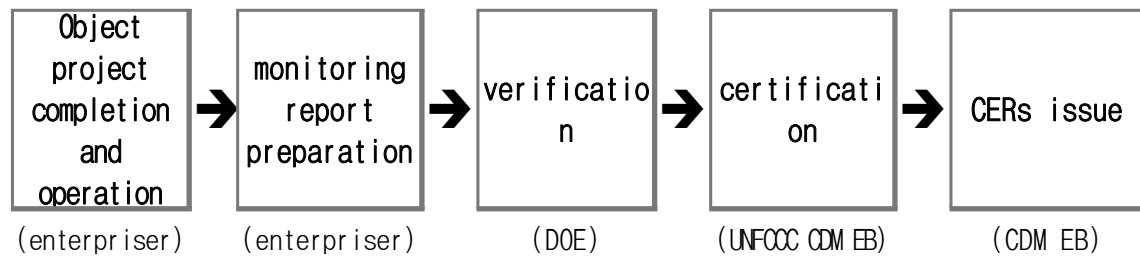 Object
project
completion
and
operation
monitoring
report
preparation
verificatio
n
certificati
on
CERs issue
(enterpriser)
(enterpriser)
(DOE)
(UNFCCC CDM EB)
(CDM EB)